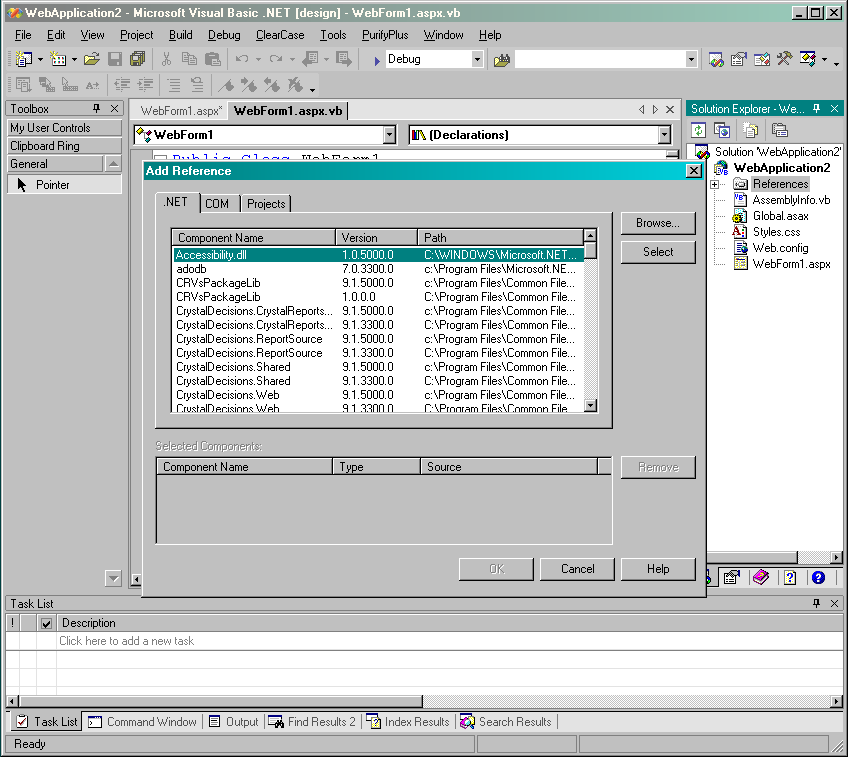 WebApplication2 - Microsoft Visual Basic .NET [design] - WebForm1.aspx.vb
File Edit View Project Build Debug ClearCase Tools PurifyPlus Window Help
Debug
Toolbox
My User Controls
Clipboard Ring
General
Pointer
WebForm1.aspx* WebForm1.aspx.vb
WebForm1 (Declarations)
Public Class WebForm1
Add Reference
.NET COM Projects
Component Name Version Path
Accessibility.dll 1.0.5000.0 C:\WINDOWS\Microsoft.NET...
adodb 7.0.3300.0 c:\Program Files\Microsoft.NE...
CRVsPackageLib 9.1.5000.0 c:\Program Files\Common File...
CRVsPackageLib 1.0.0.0 c:\Program Files\Common File...
CrystalDecisions.CrystalReports... 9.1.5000.0 c:\Program Files\Common File...
CrystalDecisions.CrystalReports... 9.1.3300.0 c:\Program Files\Common File...
CrystalDecisions.ReportSource 9.1.5000.0 c:\Program Files\Common File...
CrystalDecisions.ReportSource 9.1.3300.0 c:\Program Files\Common File...
CrystalDecisions.Shared 9.1.5000.0 c:\Program Files\Common File...
CrystalDecisions.Shared 9.1.3300.0 c:\Program Files\Common File...
CrystalDecisions.Web 9.1.5000.0 c:\Program Files\Common File...
CrystalDecisions.Web 9.1.3300.0 c:\Program Files\Common File...
Browse...
Select
Selected Components:
Component Name Type Source
Remove
OK Cancel Help
Solution Explorer - We...
Solution 'WebApplication2'
WebApplication2
References
AssemblyInfo.vb
Global.asax
Styles.css
Web.config
WebForm1.aspx
Task List
! Description
Click here to add a new task
Task List Command Window Output Find Results 2 Index Results Search Results
Ready